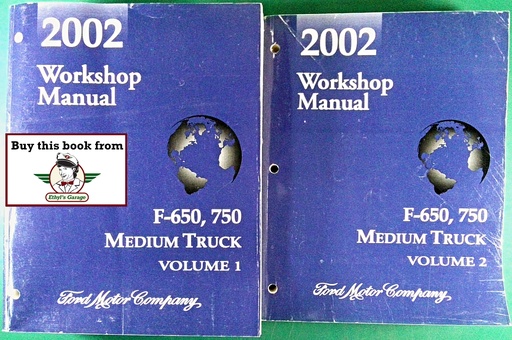 2002
Workshop
Manual
Buy this book from
Ethyl's Garage
F-650, 750
MEDIUM TRUCK
VOLUME 1
Ford Motor Company
2002
Workshop
Manual
F-650, 750
MEDIUM TRUCK
VOLUME 2
Ford Motor Company